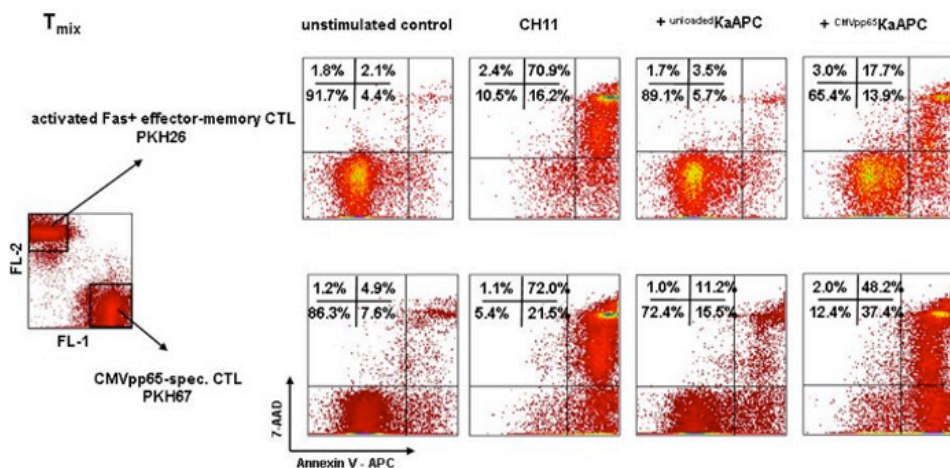 T mix
unstimulated control
CH11
+ unloaded KaAPC
+ CMVpp65 KaAPC
1.8% 2.1%
91.7% 4.4%
2.4% 70.9%
10.5% 16.2%
1.7% 3.5%
89.1% 5.7%
3.0% 17.7%
65.4% 13.9%
activated Fas+ effector-memory CTL
PKH26
FL-2
FL-1
CMVpp65-spec. CTL
PKH67
1.2% 4.9%
86.3% 7.6%
1.1% 72.0%
5.4% 21.5%
1.0% 11.2%
72.4% 15.5%
2.0% 48.2%
12.4% 37.4%
7-AAD
Annexin V - APC